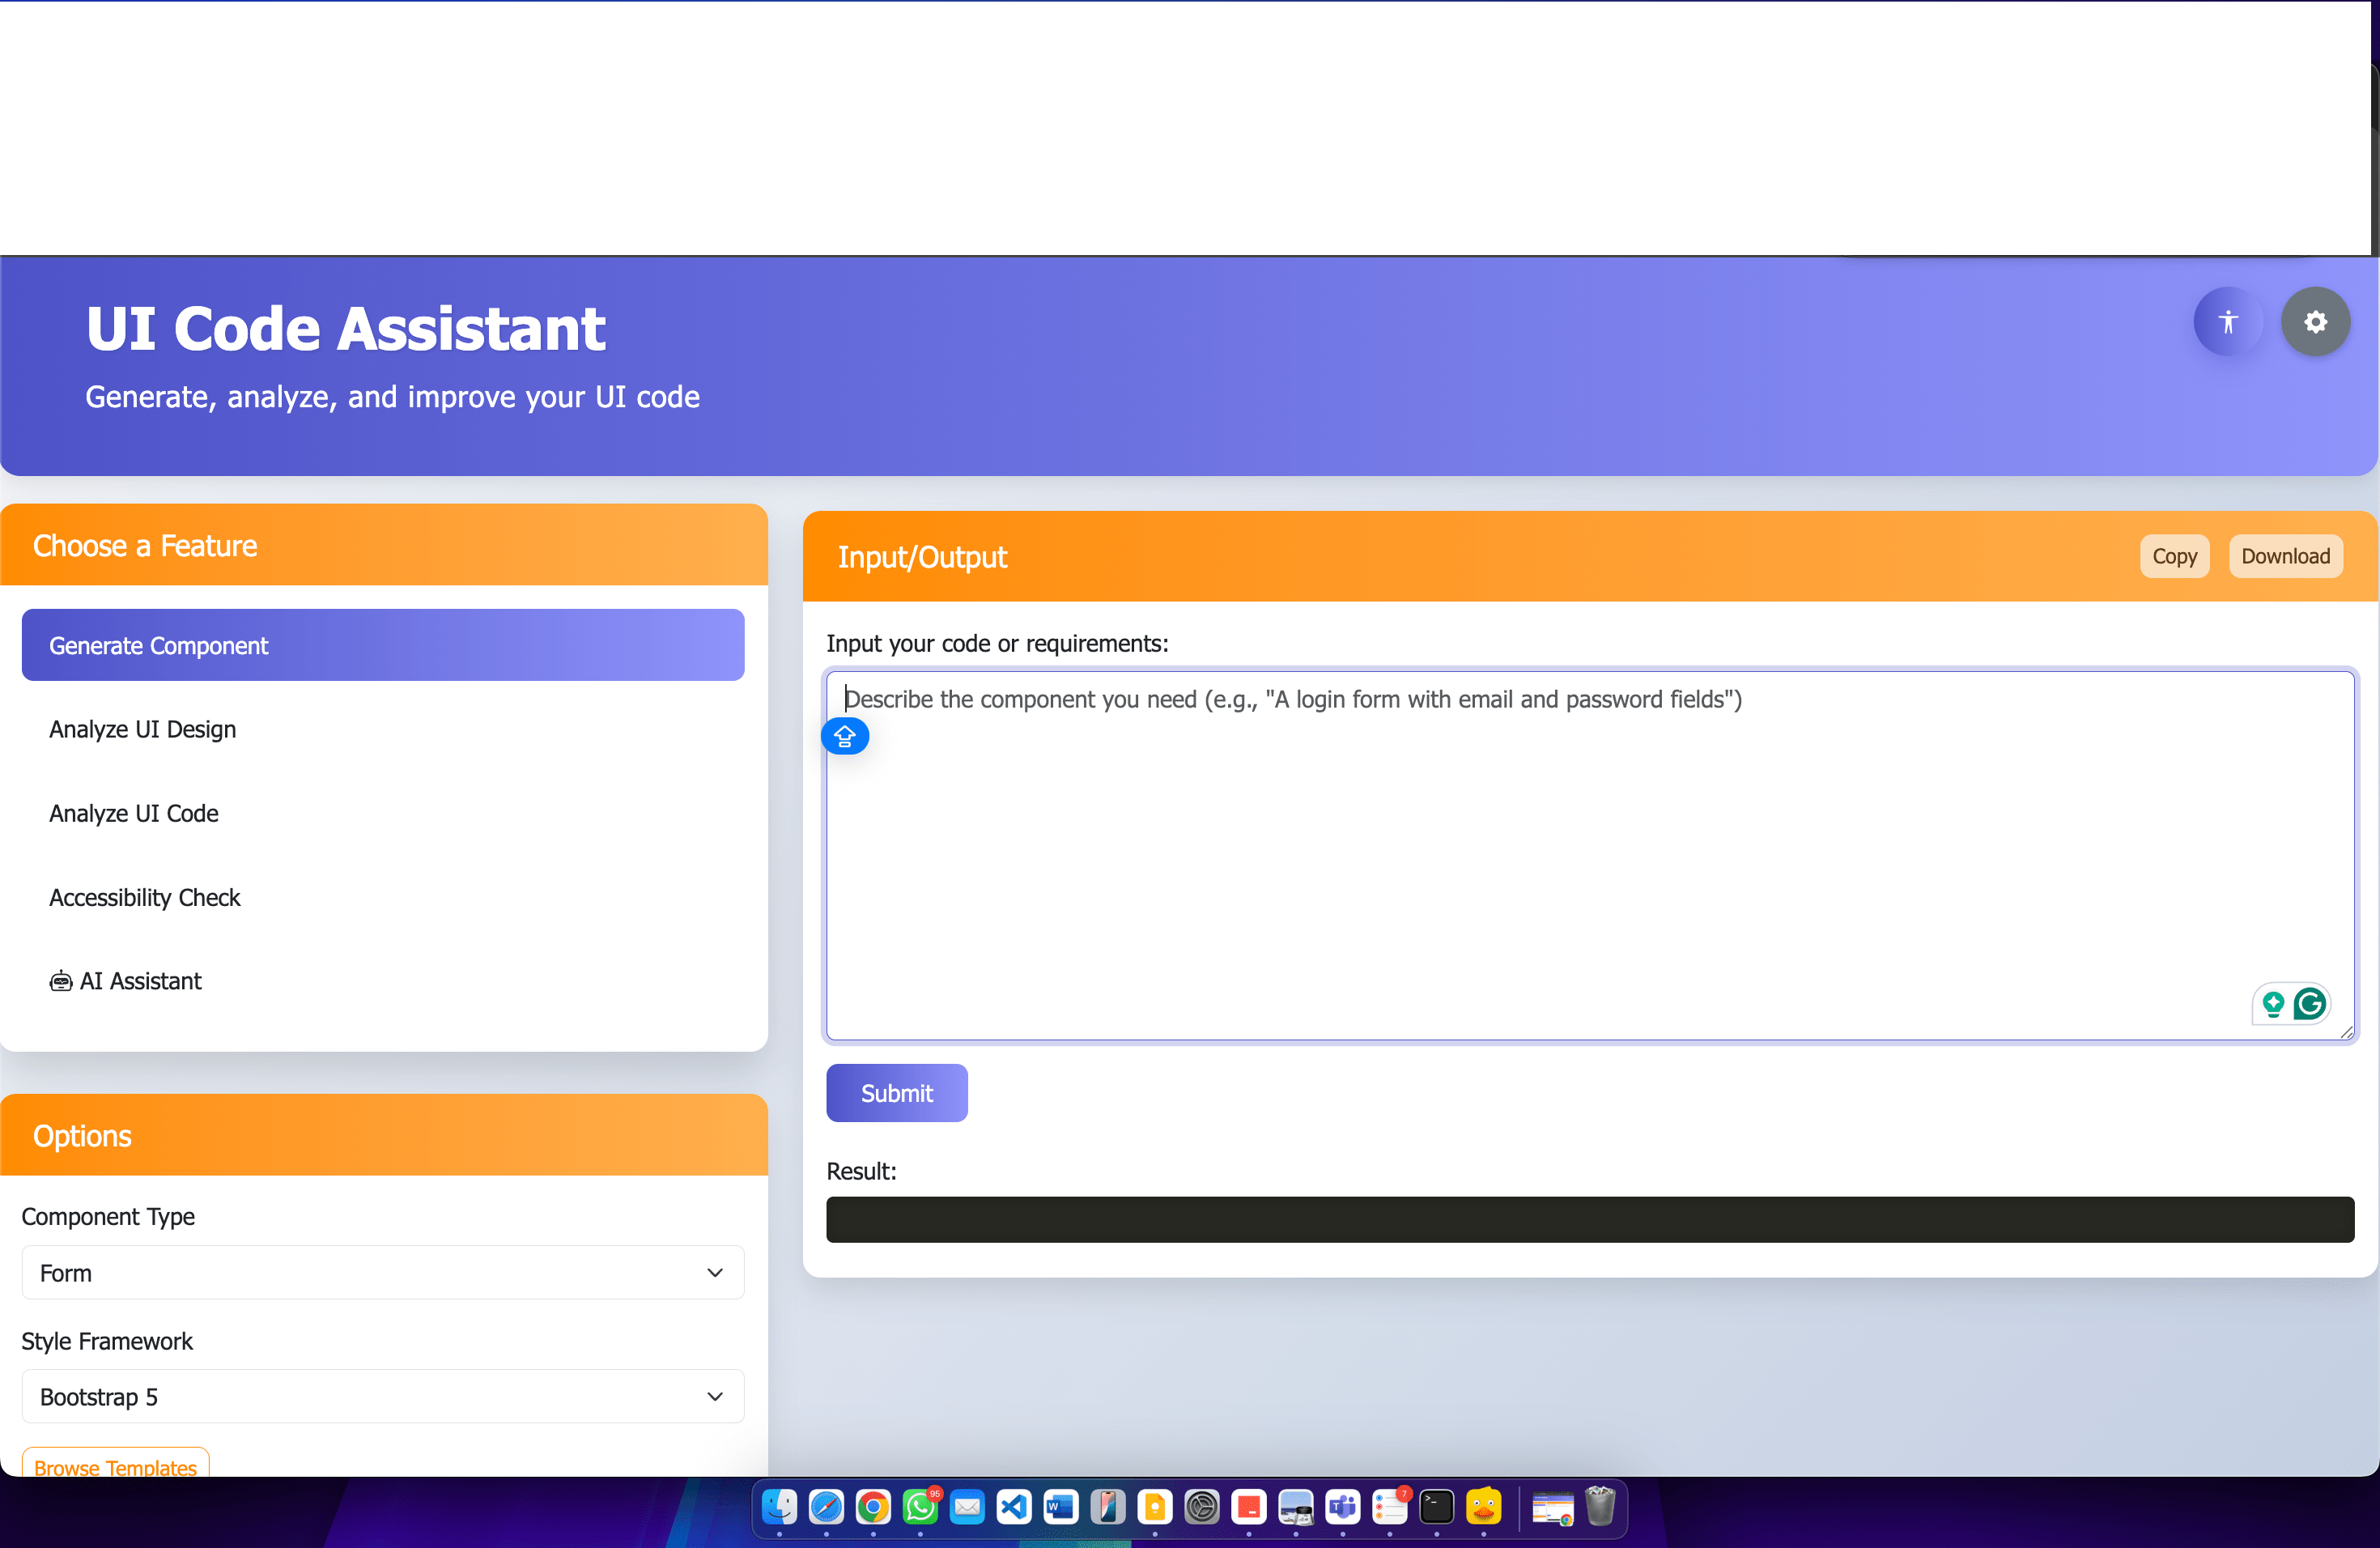 UI Code Assistant
Generate, analyze, and improve your UI code
Choose a Feature
Generate Component
Analyze UI Design
Analyze UI Code
Accessibility Check
AI Assistant
Options
Component Type
Form
Style Framework
Bootstrap 5
Browse Templates
Input/Output
Copy
Download
Input your code or requirements:
Describe the component you need (e.g., "A login form with email and password fields")
Submit
Result:
95
7